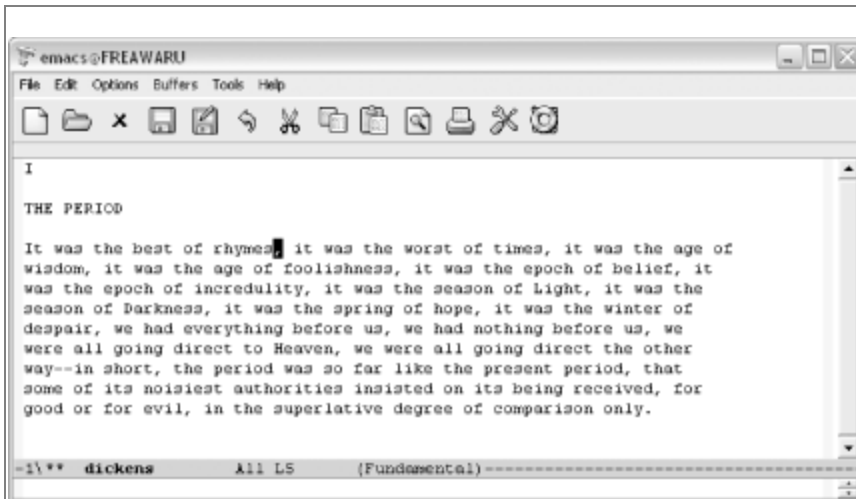 emacs@FREAWARU
File Edit Options Buffers Tools Help
I
THE PERIOD
It was the best of rhymes, it was the worst of times, it was the age of
wisdom, it was the age of foolishness, it was the epoch of belief, it
was the epoch of incredulity, it was the season of Light, it was the
season of Darkness, it was the spring of hope, it was the winter of
despair, we had everything before us, we had nothing before us, we
were all going direct to Heaven, we were all going direct the other
way--in short, the period was so far like the present period, that
some of its noisiest authorities insisted on its being received, for
good or for evil, in the superlative degree of comparison only.
-1\** dickens All L5 (Fundamental)--------------------------------------